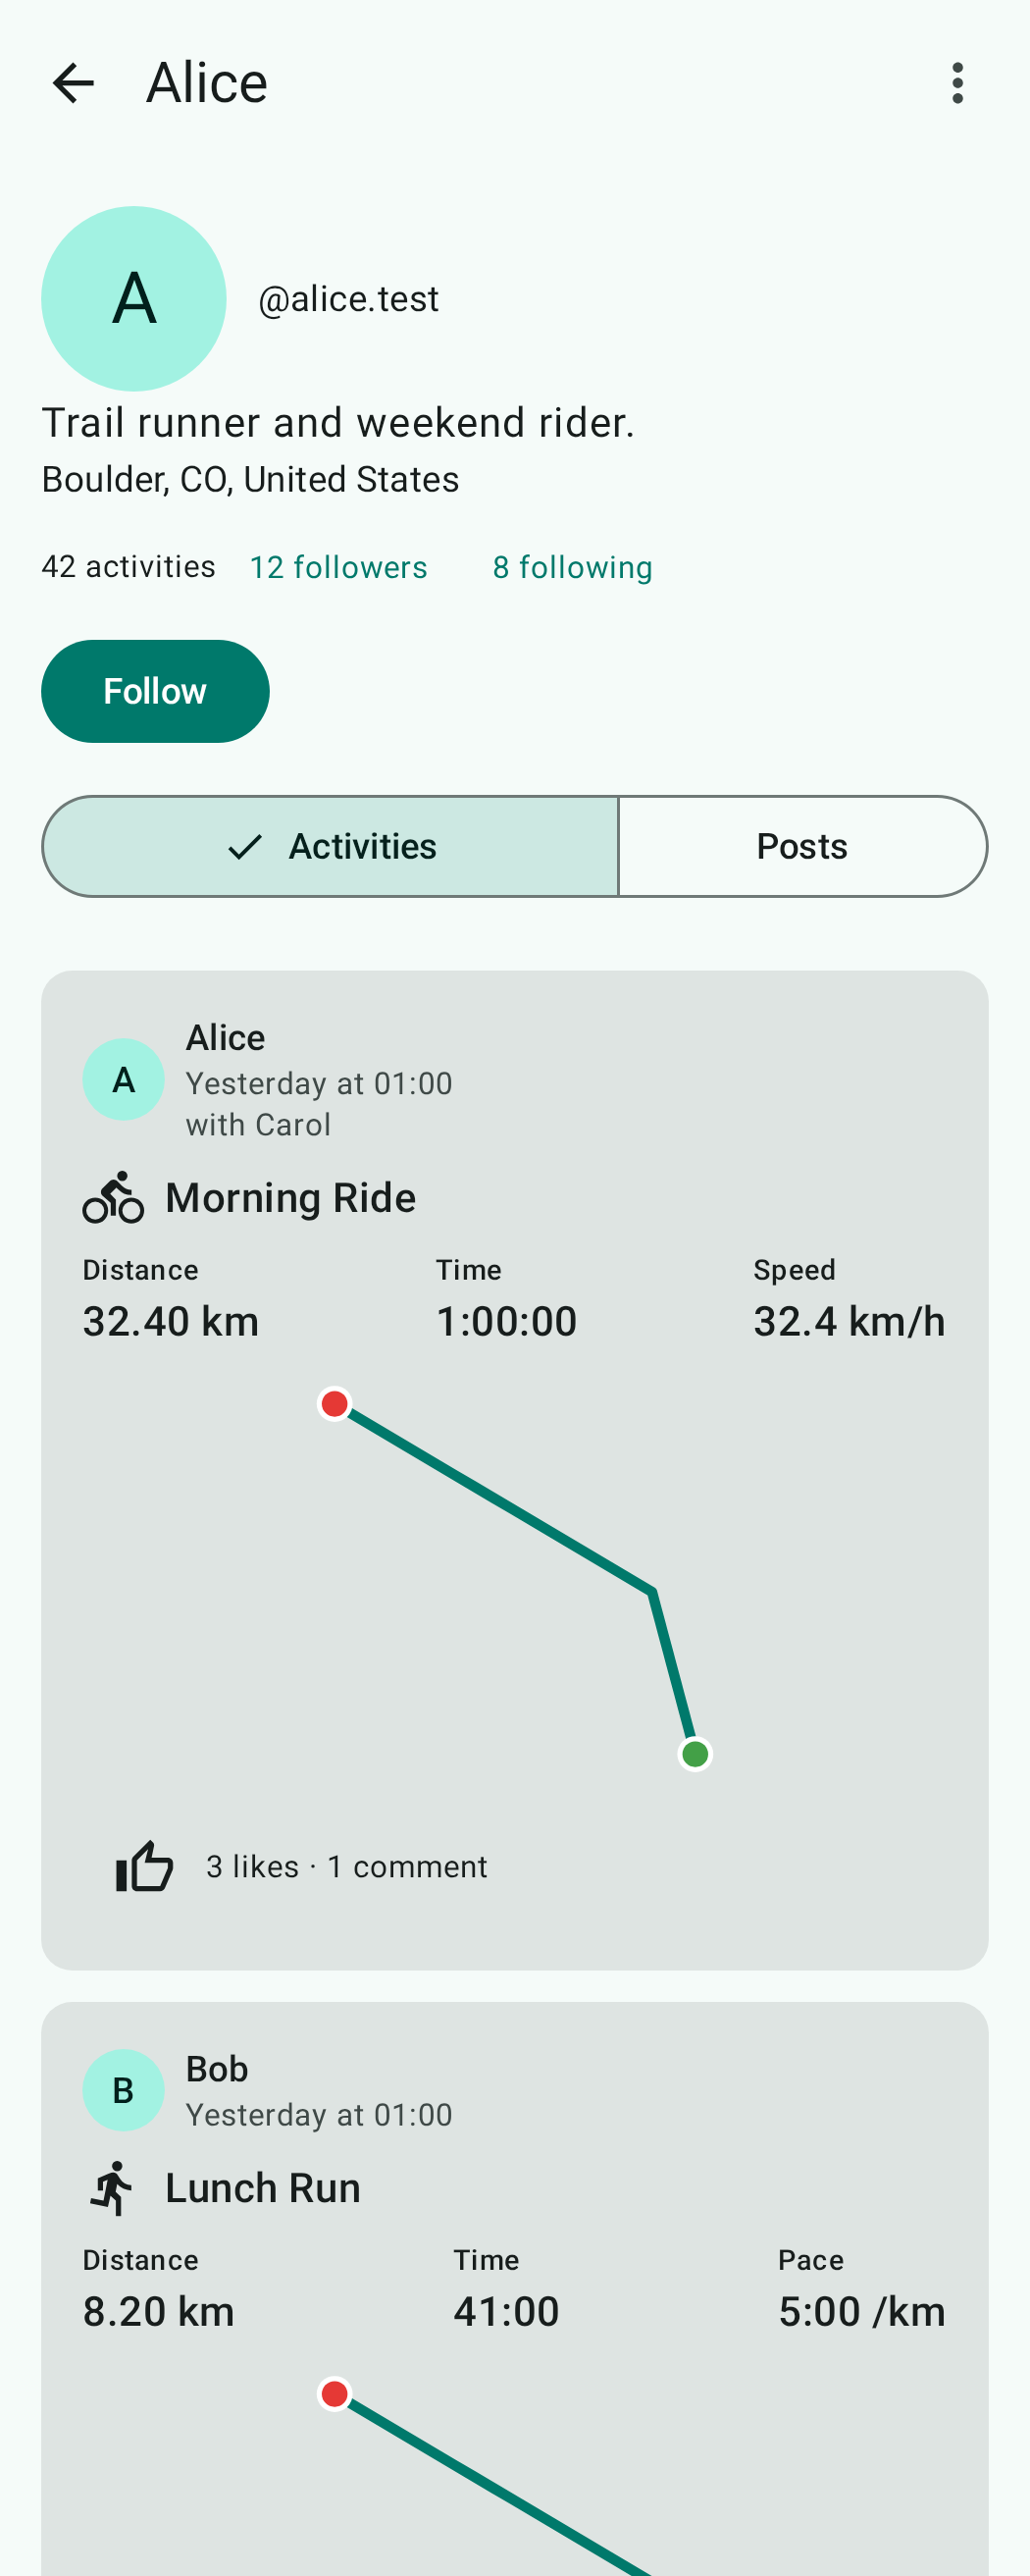 Alice
A
@alice.test
Trail runner and weekend rider.
Boulder, CO, United States
42 activities 12 followers 8 following
Follow
Activities Posts
A
Alice
Yesterday at 01:00
with Carol
Morning Ride
Distance Time Speed
32.40 km 1:00:00 32.4 km/h
3 likes · 1 comment
B
Bob
Yesterday at 01:00
Lunch Run
Distance Time Pace
8.20 km 41:00 5:00 /km